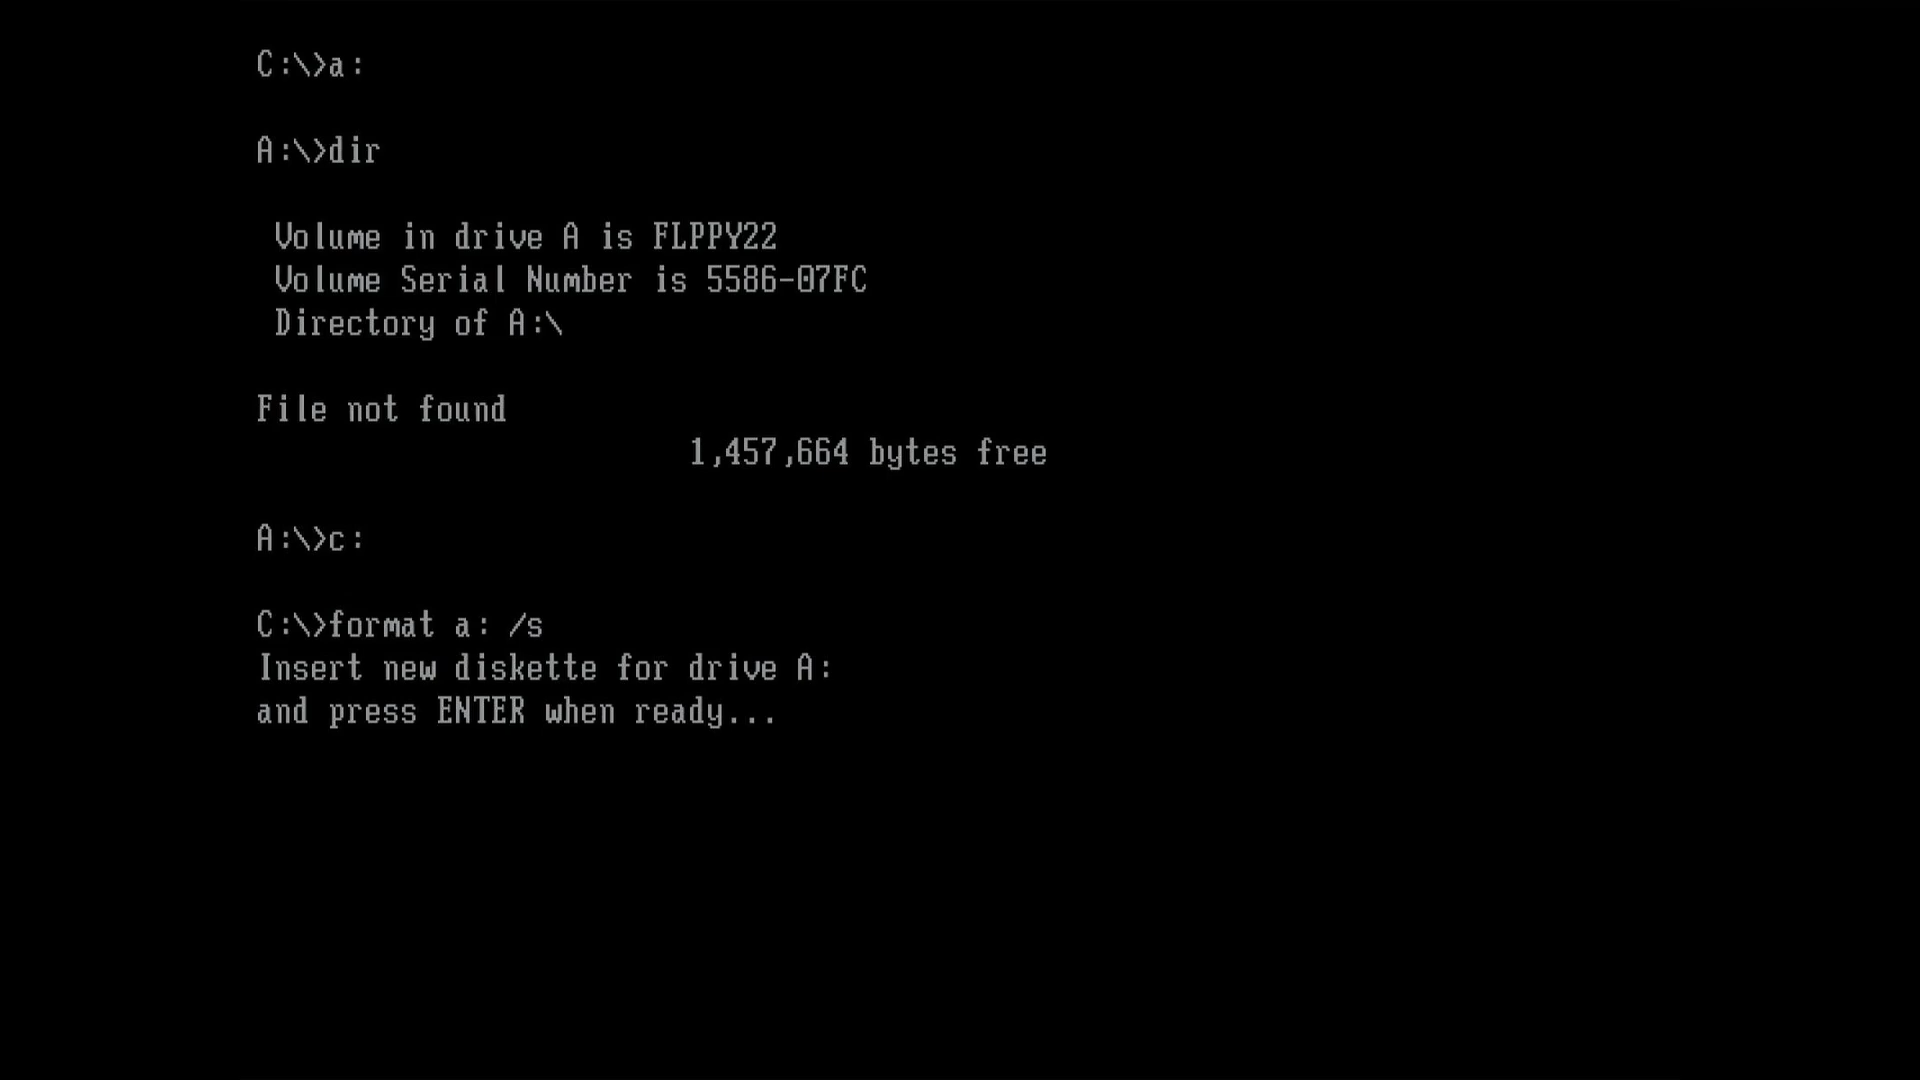 C:\>a:
A:\>dir
Volume in drive A is FLPPY22
Volume Serial Number is 5586-07FC
Directory of A:\
File not found
1,457,664 bytes free
A:\>c:
C:\>format a: /s
Insert new diskette for drive A:
and press ENTER when ready...